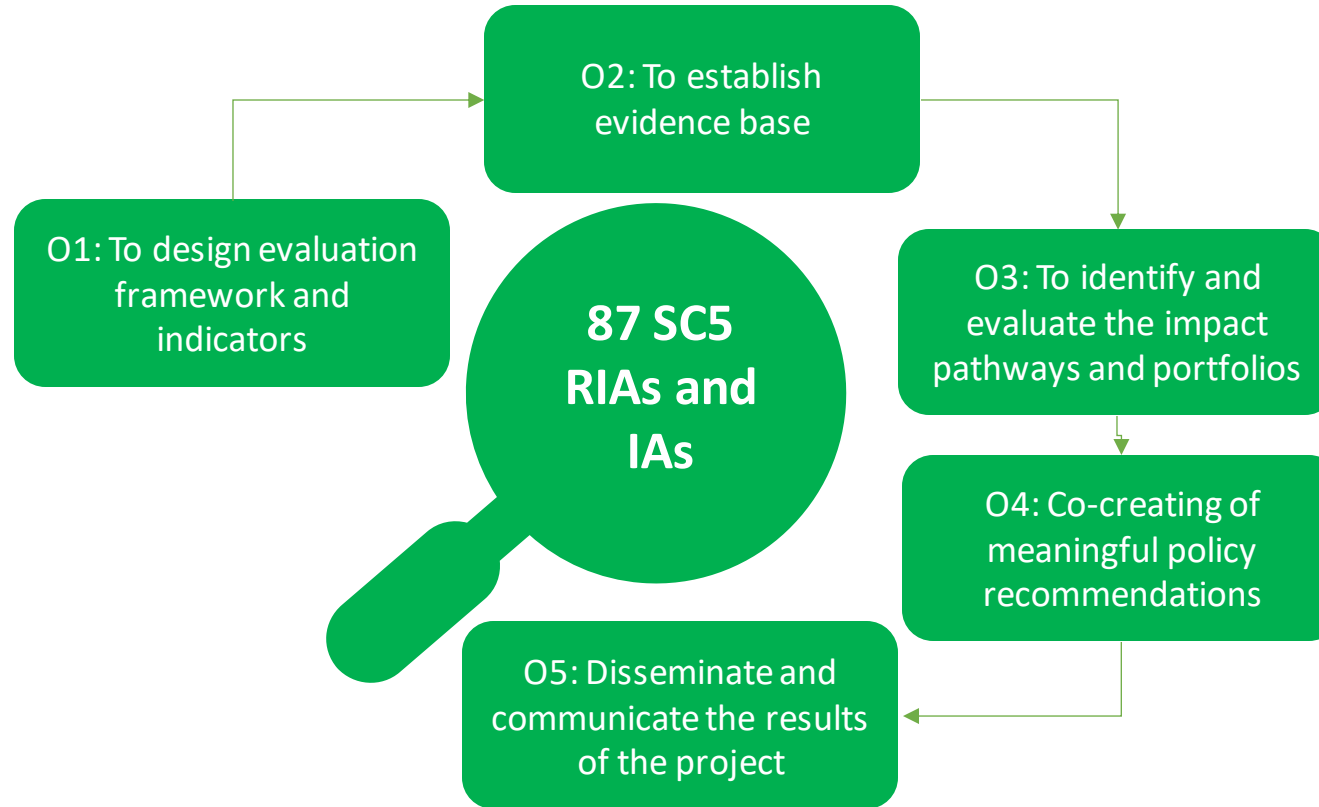 O2: To establish
evidence base
O1: To design evaluation
framework and
indicators
87 SC5
RIAs and
IAs
O3: To identify and
evaluate the impact
pathways and portfolios
O4: Co-creating of
meaningful policy
recommendations
O5: Disseminate and
communicate the results
of the project